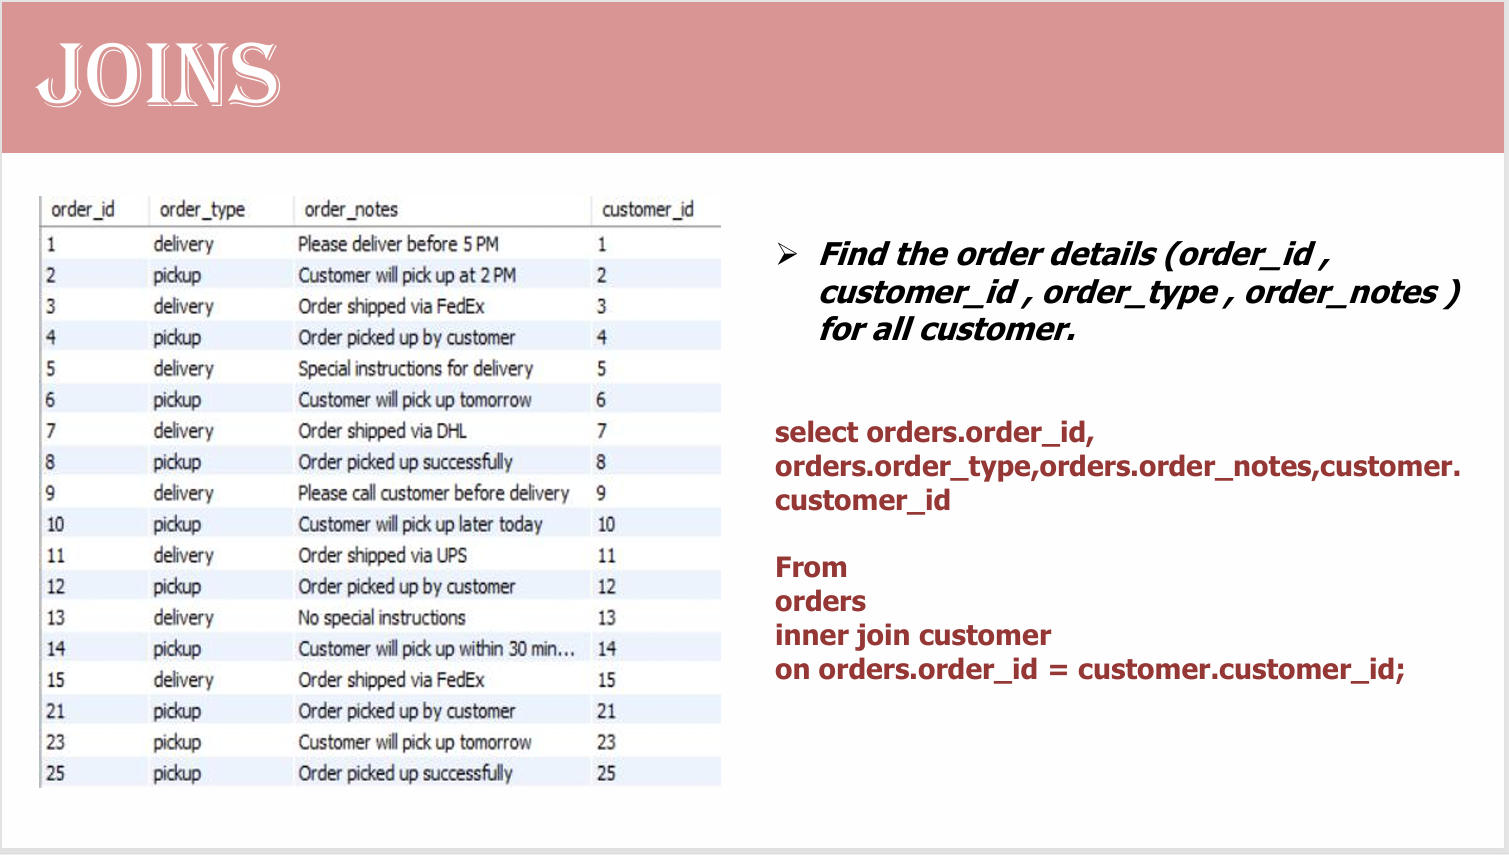 JOINS
order_id order_type order_notes customer_id
1 delivery Please deliver before 5 PM 1
2 pickup Customer will pick up at 2 PM 2
3 delivery Order shipped via FedEx 3
4 pickup Order picked up by customer 4
5 delivery Special instructions for delivery 5
6 pickup Customer will pick up tomorrow 6
7 delivery Order shipped via DHL 7
8 pickup Order picked up successfully 8
9 delivery Please call customer before delivery 9
10 pickup Customer will pick up later today 10
11 delivery Order shipped via UPS 11
12 pickup Order picked up by customer 12
13 delivery No special instructions 13
14 pickup Customer will pick up within 30 min... 14
15 delivery Order shipped via FedEx 15
21 pickup Order picked up by customer 21
23 pickup Customer will pick up tomorrow 23
25 pickup Order picked up successfully 25
➢ Find the order details (order_id ,
customer_id , order_type , order_notes )
for all customer.
select orders.order_id,
orders.order_type,orders.order_notes,customer.
customer_id
From
orders
inner join customer
on orders.order_id = customer.customer_id;